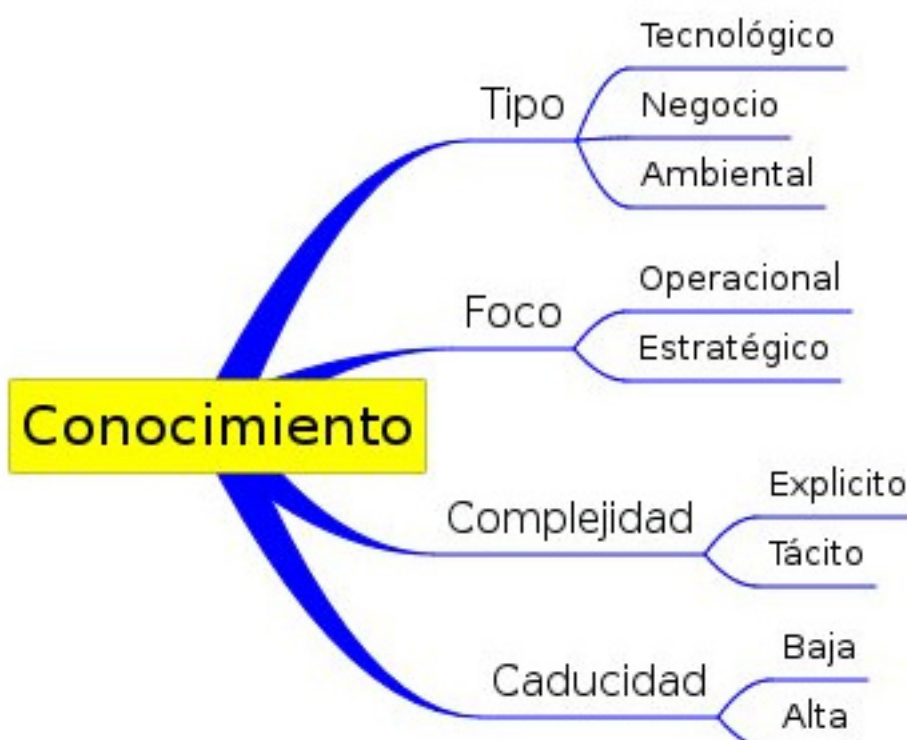 Conocimiento
Tipo
Tecnológico
Negocio
Ambiental
Foco
Operacional
Estratégico
Complejidad
Explicito
Tácito
Caducidad
Baja
Alta